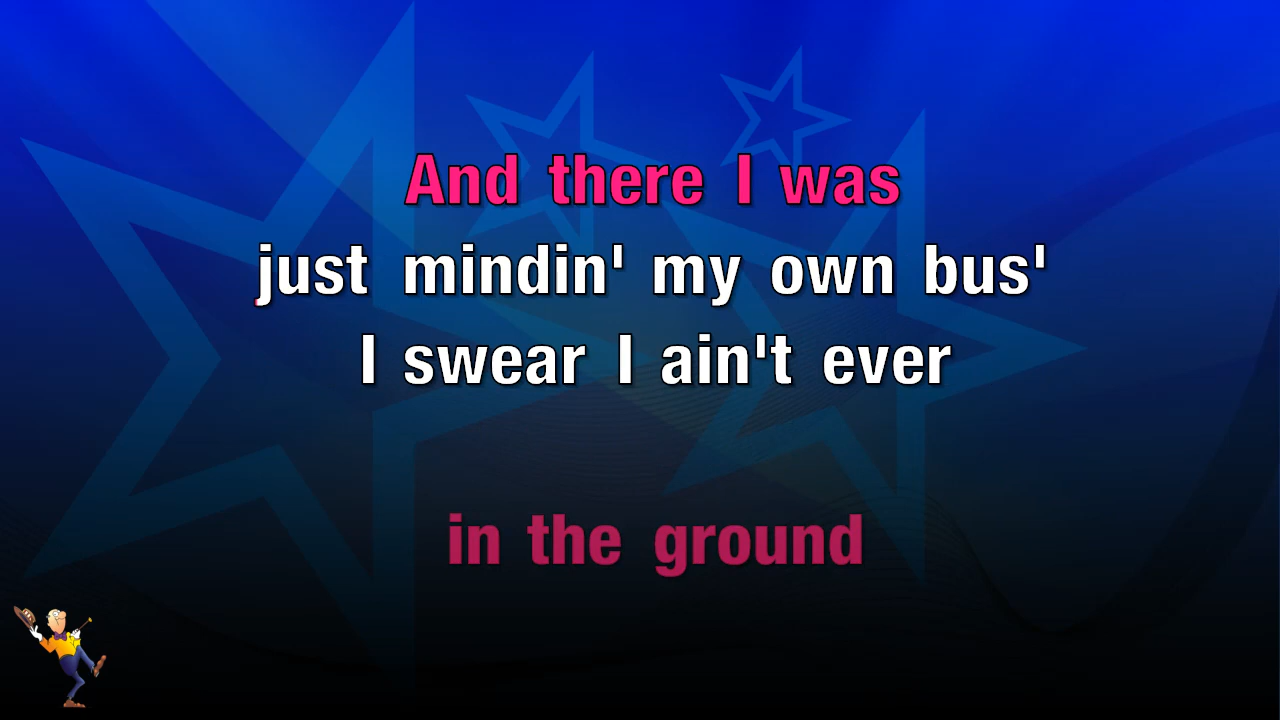 And there I was
just mindin' my own bus'
I swear I ain't ever
in the ground